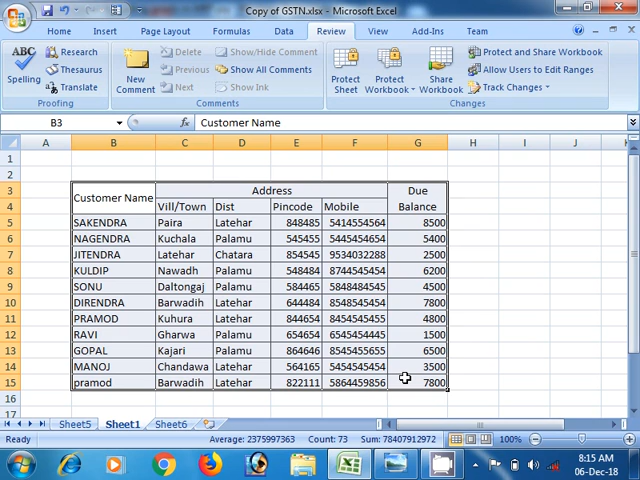 Copy of GSTN.xlsx - Microsoft Excel
Home Insert Page Layout Formulas Data Review View Add-Ins Team
ABC Research Delete Show/Hide Comment Protect and Share Workbook
Thesaurus Previous Show All Comments Allow Users to Edit Ranges
Spelling Translate New Comment Next Show Ink Protect Sheet Protect Workbook Share Workbook Track Changes
Proofing Comments Changes
B3 fx Customer Name
A B C D E F G H I J K
1
2
3 Customer Name Address Due
4 Vill/Town Dist Pincode Mobile Balance
5 SAKENDRA Paira Latehar 848485 5414554564 8500
6 NAGENDRA Kuchala Palamu 545455 5445454654 5400
7 JITENDRA Latehar Chatara 854545 9534032288 2500
8 KULDIP Nawadh Palamu 548484 8744545454 6200
9 SONU Daltongaj Palamu 584465 5848484545 4500
10 DIRENDRA Barwadih Latehar 644484 8548545454 7800
11 PRAMOD Kuhura Latehar 844654 8454545455 4800
12 RAVI Gharwa Palamu 654654 6545454445 1500
13 GOPAL Kajari Palamu 864646 8545455655 6500
14 MANOJ Chandawa Latehar 564165 5454545454 3500
15 pramod Barwadih Latehar 822111 5864459856 7800
16
17
Sheet5 Sheet1 Sheet6
Ready Average: 2375997363 Count: 73 Sum: 78407912972 100%
8:15 AM
06-Dec-18